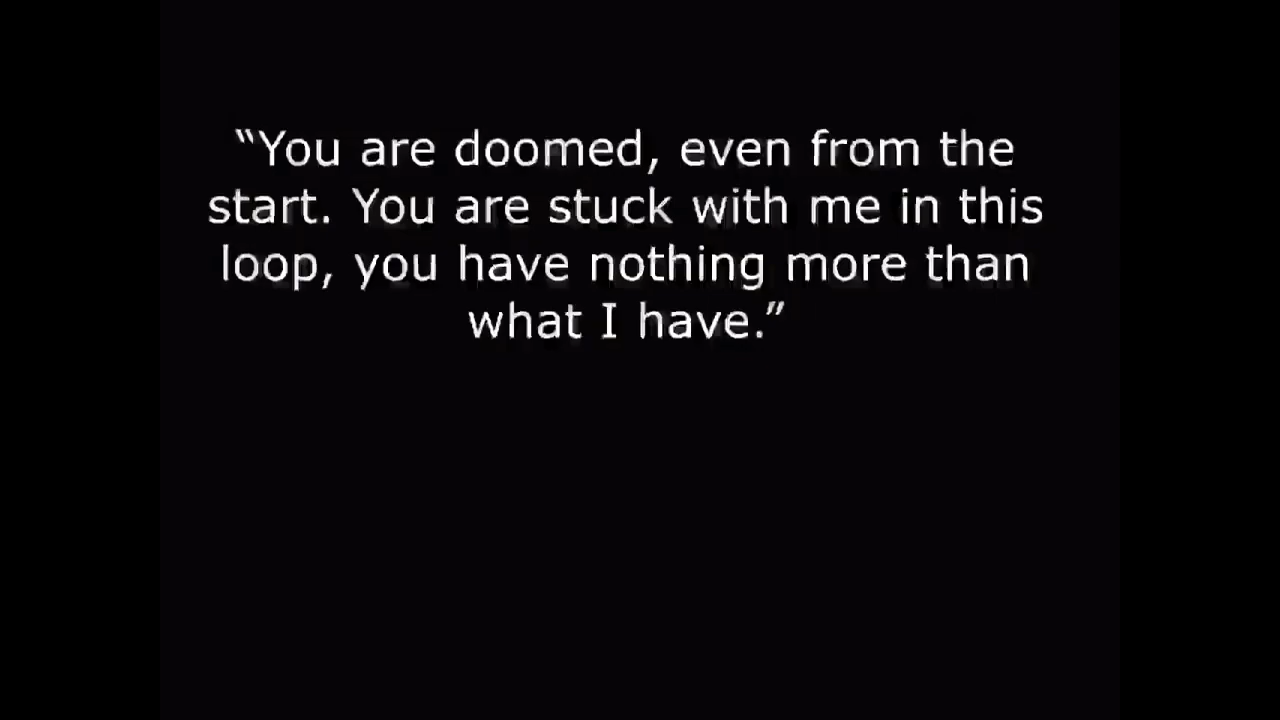 “You are doomed, even from the
start. You are stuck with me in this
loop, you have nothing more than
what I have.”